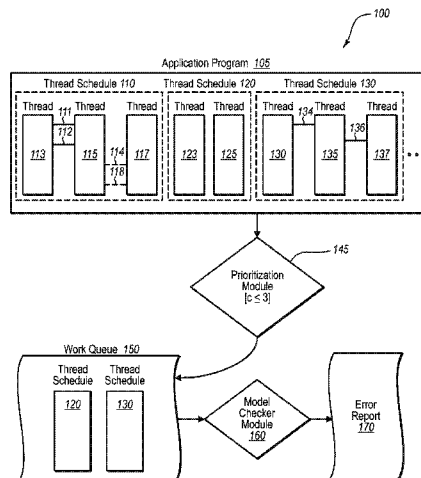 100
Application Program 105
Thread Schedule 110 Thread Schedule 120 Thread Schedule 130
Thread 111 Thread Thread Thread Thread Thread 134 Thread Thread
112 136
113 115 114 117 123 125 130 135 137 ...
118
145
Prioritization
Module
[c ≤ 3]
Work Queue 150
Thread Schedule Thread Schedule
120 130
Model
Checker
Module
160
Error
Report
170